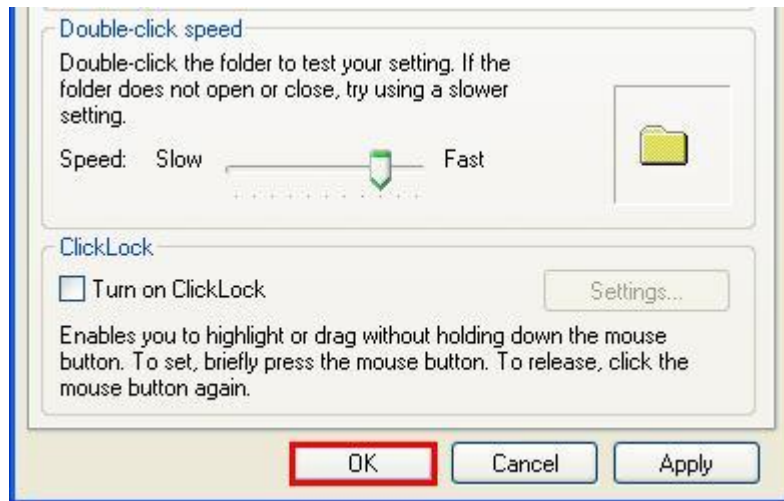 Double-click speed
Double-click the folder to test your setting. If the
folder does not open or close, try using a slower
setting.
Speed: Slow Fast
ClickLock
Turn on ClickLock
Settings...
Enables you to highlight or drag without holding down the mouse
button. To set, briefly press the mouse button. To release, click the
mouse button again.
OK Cancel Apply